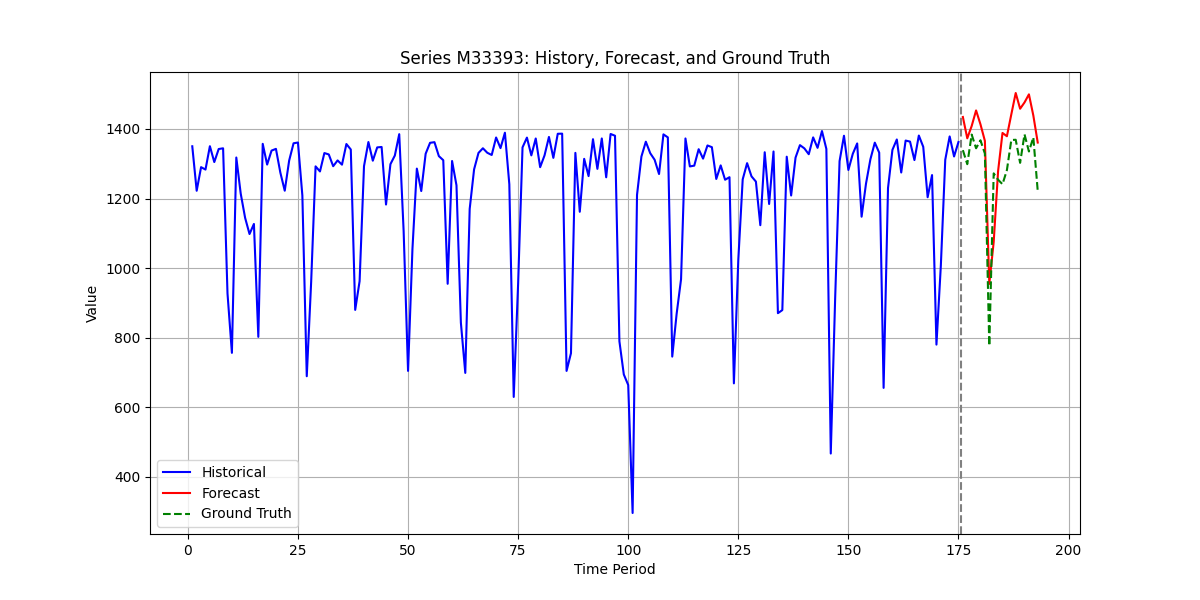 Series M33393: History, Forecast, and Ground Truth
1400
1200
1000
800
600
400
Value
Historical
Forecast
Ground Truth
0 25 50 75 100 125 150 175 200
Time Period